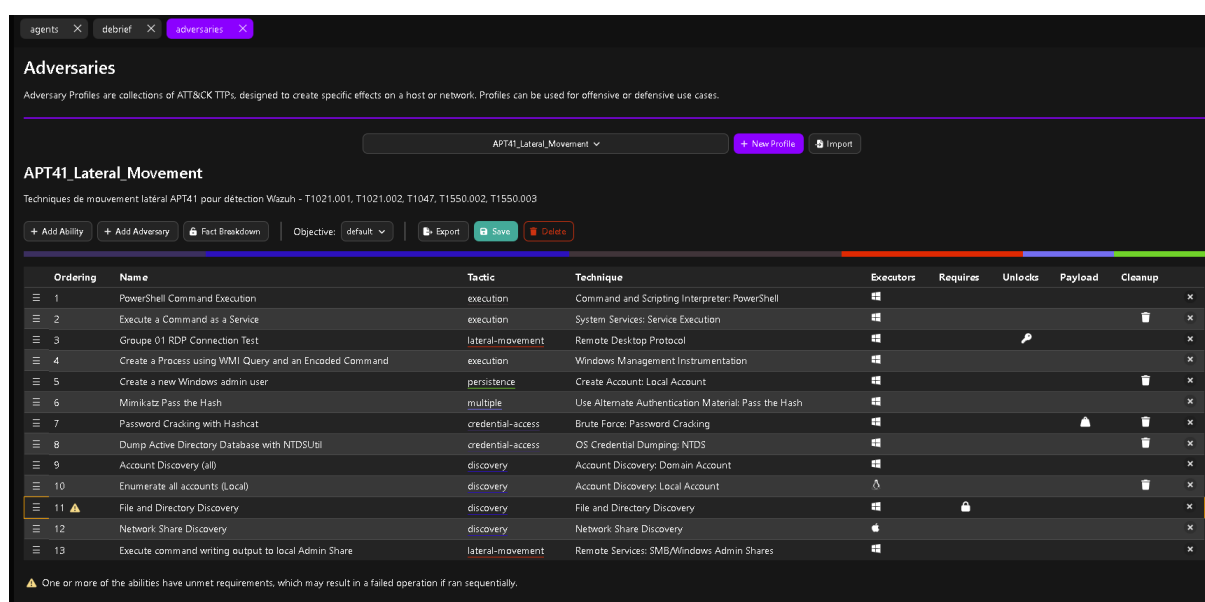 agents debrief adversaries
Adversaries
Adversary Profiles are collections of ATT&CK TTPs, designed to create specific effects on a host or network. Profiles can be used for offensive or defensive use cases.
APT41_Lateral_Movement + New Profile Import
APT41_Lateral_Movement
Techniques de mouvement latéral APT41 pour détection Wazuh - T1021.001, T1021.002, T1047, T1550.002, T1550.003
+ Add Ability + Add Adversary Fact Breakdown Objective: default Export Save Delete
Ordering Name Tactic Technique Executors Requires Unlocks Payload Cleanup
1 PowerShell Command Execution execution Command and Scripting Interpreter: PowerShell
2 Execute a Command as a Service execution System Services: Service Execution
3 Groupe 01 RDP Connection Test lateral-movement Remote Desktop Protocol
4 Create a Process using WMI Query and an Encoded Command execution Windows Management Instrumentation
5 Create a new Windows admin user persistence Create Account: Local Account
6 Mimikatz Pass the Hash multiple Use Alternate Authentication Material: Pass the Hash
7 Password Cracking with Hashcat credential-access Brute Force: Password Cracking
8 Dump Active Directory Database with NTDSUtil credential-access OS Credential Dumping: NTDS
9 Account Discovery (all) discovery Account Discovery: Domain Account
10 Enumerate all accounts (Local) discovery Account Discovery: Local Account
11 File and Directory Discovery discovery File and Directory Discovery
12 Network Share Discovery discovery Network Share Discovery
13 Execute command writing output to local Admin Share lateral-movement Remote Services: SMB/Windows Admin Shares
One or more of the abilities have unmet requirements, which may result in a failed operation if ran sequentially.